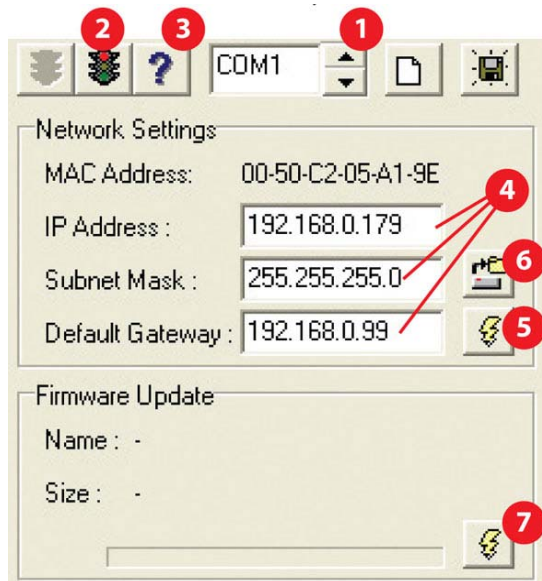 2 3 1
? COM1
Network Settings
MAC Address: 00-50-C2-05-A1-9E
4
IP Address : 192.168.0.179
Subnet Mask : 255.255.255.0 6
Default Gateway : 192.168.0.99 5
Firmware Update
Name : -
Size : -
7